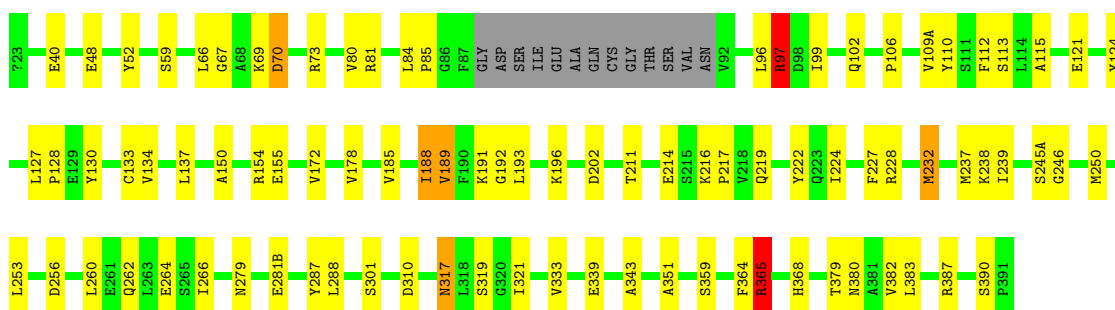 ?23 E40 E48 Y52 S59 L66 G67 A68 K69 D70 R73 V80 R81 L84 P85 G86 F87 GLY ASP SER ILE GLU ALA GLN CYS GLY THR SER VAL ASN V92 L96 R97 D98 I99 Q102 P106 V109A Y110 S111 F112 S113 L114 A115 E121 Y124
L127 P128 E129 Y130 C133 V134 L137 A150 R154 E155 V172 V178 V185 I188 V189 F190 K191 G192 L193 K196 D202 T211 E214 S215 K216 P217 V218 Q219 Y222 Q223 I224 F227 R228 M232 M237 K238 I239 S245A G246 M250
L253 D256 L260 E261 Q262 L263 E264 S265 I266 N279 E281B Y287 L288 S301 D310 N317 L318 S319 G320 I321 V333 E339 A343 A351 S359 F364 R365 H368 T379 N380 A381 V382 L383 R387 S390 P391